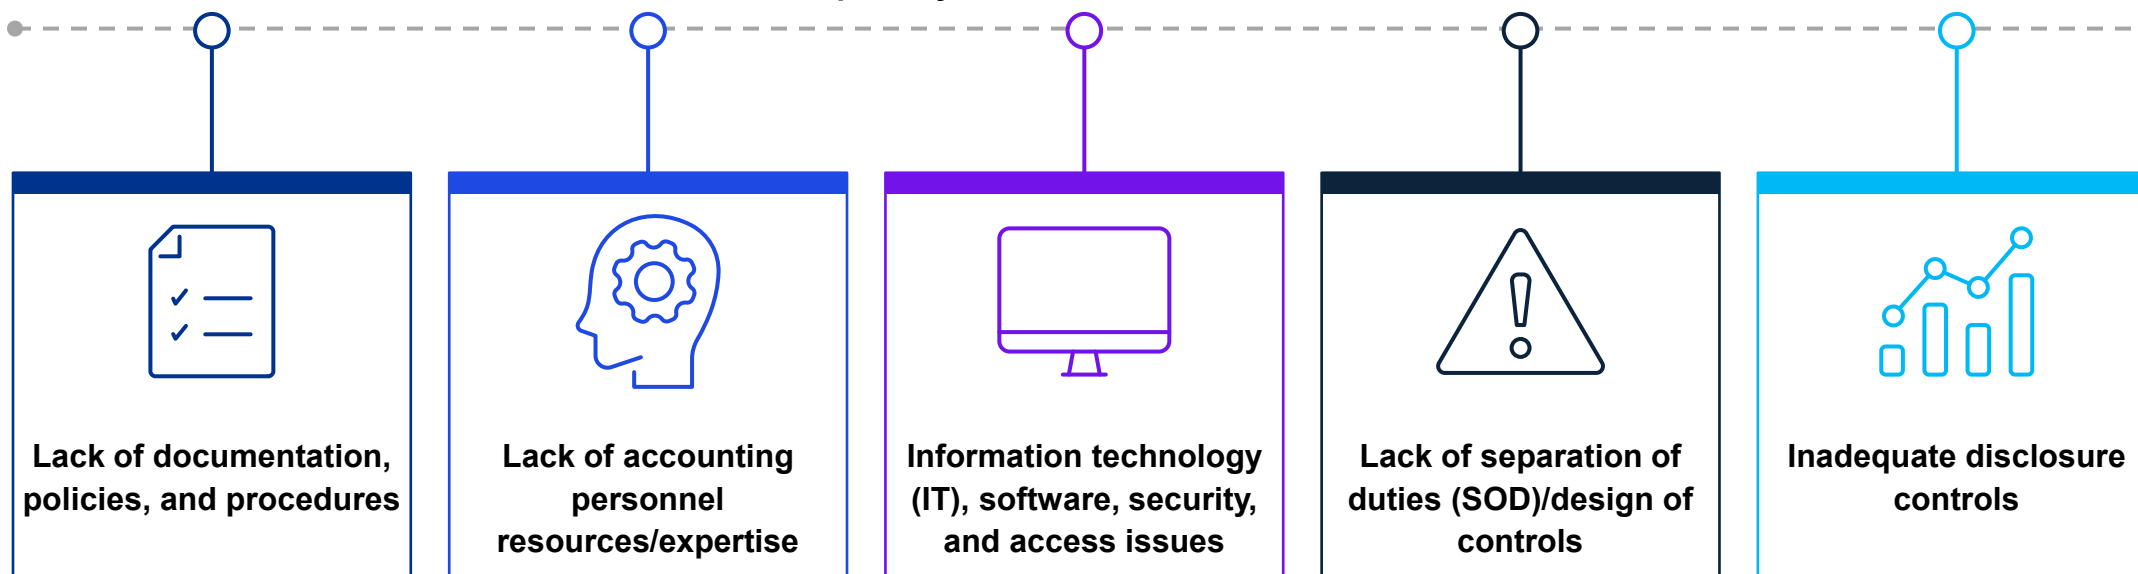 Lack of documentation,
policies, and procedures
Lack of accounting
personnel
resources/expertise
Information technology
(IT), software, security,
and access issues
Lack of separation of
duties (SOD)/design of
controls
Inadequate disclosure
controls